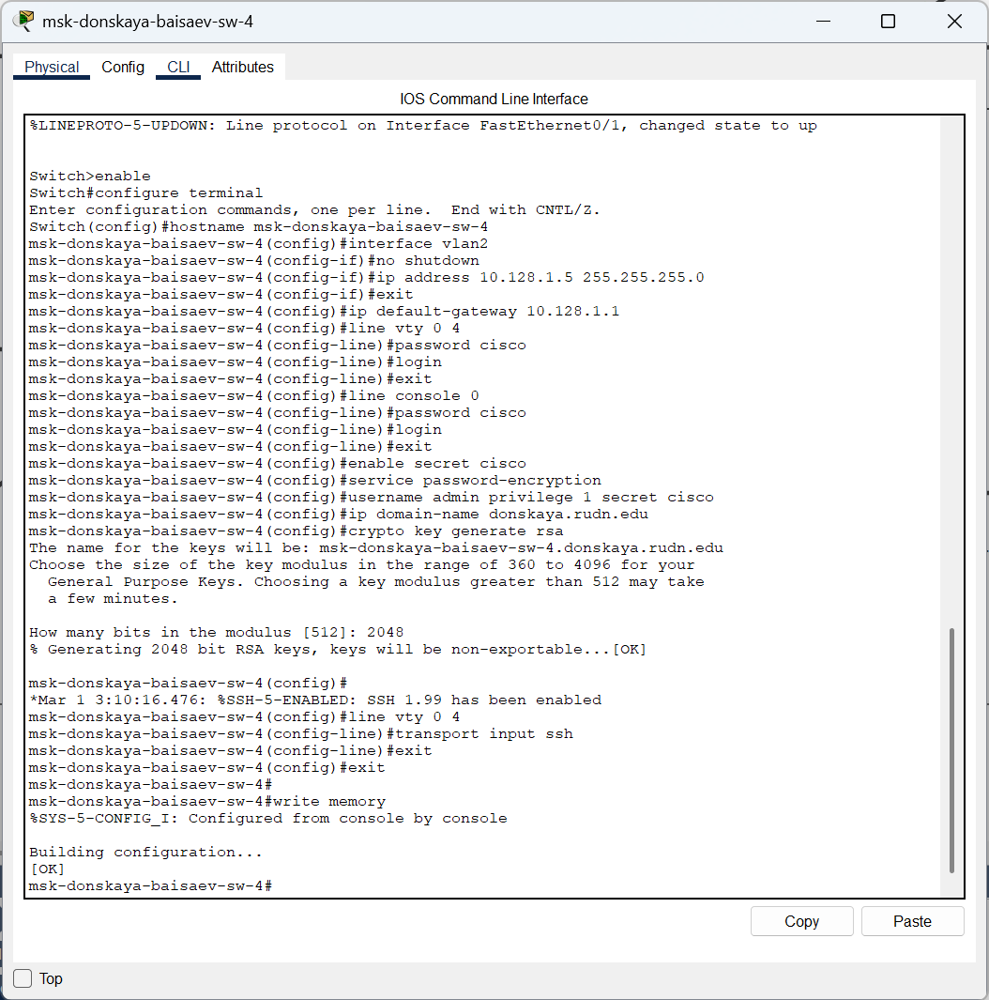 msk-donskaya-baisaev-sw-4
Physical Config CLI Attributes
IOS Command Line Interface
%LINEPROTO-5-UPDOWN: Line protocol on Interface FastEthernet0/1, changed state to up
Switch>enable
Switch#configure terminal
Enter configuration commands, one per line.  End with CNTL/Z.
Switch(config)#hostname msk-donskaya-baisaev-sw-4
msk-donskaya-baisaev-sw-4(config)#interface vlan2
msk-donskaya-baisaev-sw-4(config-if)#no shutdown
msk-donskaya-baisaev-sw-4(config-if)#ip address 10.128.1.5 255.255.255.0
msk-donskaya-baisaev-sw-4(config-if)#exit
msk-donskaya-baisaev-sw-4(config)#ip default-gateway 10.128.1.1
msk-donskaya-baisaev-sw-4(config)#line vty 0 4
msk-donskaya-baisaev-sw-4(config-line)#password cisco
msk-donskaya-baisaev-sw-4(config-line)#login
msk-donskaya-baisaev-sw-4(config-line)#exit
msk-donskaya-baisaev-sw-4(config)#line console 0
msk-donskaya-baisaev-sw-4(config-line)#password cisco
msk-donskaya-baisaev-sw-4(config-line)#login
msk-donskaya-baisaev-sw-4(config-line)#exit
msk-donskaya-baisaev-sw-4(config)#enable secret cisco
msk-donskaya-baisaev-sw-4(config)#service password-encryption
msk-donskaya-baisaev-sw-4(config)#username admin privilege 1 secret cisco
msk-donskaya-baisaev-sw-4(config)#ip domain-name donskaya.rudn.edu
msk-donskaya-baisaev-sw-4(config)#crypto key generate rsa
The name for the keys will be: msk-donskaya-baisaev-sw-4.donskaya.rudn.edu
Choose the size of the key modulus in the range of 360 to 4096 for your
General Purpose Keys. Choosing a key modulus greater than 512 may take
a few minutes.
How many bits in the modulus [512]: 2048
% Generating 2048 bit RSA keys, keys will be non-exportable...[OK]
msk-donskaya-baisaev-sw-4(config)#
*Mar 1 3:10:16.476: %SSH-5-ENABLED: SSH 1.99 has been enabled
msk-donskaya-baisaev-sw-4(config)#line vty 0 4
msk-donskaya-baisaev-sw-4(config-line)#transport input ssh
msk-donskaya-baisaev-sw-4(config-line)#exit
msk-donskaya-baisaev-sw-4(config)#exit
msk-donskaya-baisaev-sw-4#
msk-donskaya-baisaev-sw-4#write memory
%SYS-5-CONFIG_I: Configured from console by console
Building configuration...
[OK]
msk-donskaya-baisaev-sw-4#
Copy Paste
Top